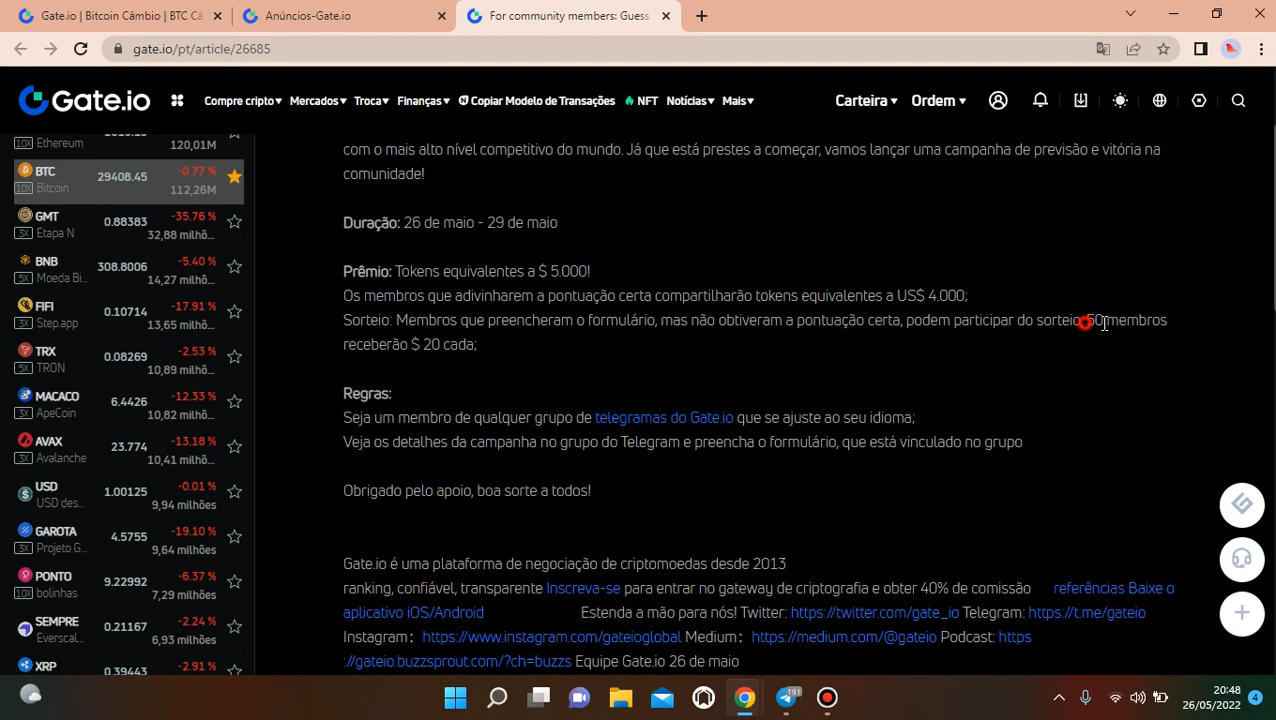 Gate.io | Bitcoin Câmbio | BTC C
Anúncios-Gate.io
For community members: Guess
gate.io/pt/article/26685
Gate.io
Compre cripto
Mercados
Troca
Finanças
Copiar Modelo de Transações
NFT
Notícias
Mais
Carteira
Ordem
10X Ethereum 120,01M
BTC 29408.45 -0.77 %
10X Bitcoin 112,26M
GMT 0.88383 -35.76 %
3X Etapa N 32,88 milhõ...
BNB 308.8006 -5.40 %
5X Moeda Bi... 14,27 milhõ...
FIFI 0.10714 -17.91 %
3X Step.app 13,65 milhõ...
TRX 0.08269 -2.53 %
10X TRON 10,89 milhõ...
MACACO 6.4426 -12.33 %
3X ApeCoin 10,82 milhõ...
AVAX 23.774 -13.18 %
3X Avalanche 10,41 milhõ...
USD 1.00125 -0.01 %
USD des... 9,94 milhões
GAROTA 4.5755 -19.10 %
3X Projeto G... 9,64 milhões
PONTO 9.22992 -6.37 %
10X bolinhas 7,29 milhões
SEMPRE 0.21167 -2.24 %
Everscal... 6,93 milhões
XRP 0.39443 -2.91 %
com o mais alto nível competitivo do mundo. Já que está prestes a começar, vamos lançar uma campanha de previsão e vitória na
comunidade!
Duração: 26 de maio - 29 de maio
Prêmio: Tokens equivalentes a $ 5.000!
Os membros que adivinharem a pontuação certa compartilharão tokens equivalentes a US$ 4.000;
Sorteio: Membros que preencheram o formulário, mas não obtiveram a pontuação certa, podem participar do sorteio 50 membros
receberão $ 20 cada;
Regras:
Seja um membro de qualquer grupo de telegramas do Gate.io que se ajuste ao seu idioma;
Veja os detalhes da campanha no grupo do Telegram e preencha o formulário, que está vinculado no grupo
Obrigado pelo apoio, boa sorte a todos!
Gate.io é uma plataforma de negociação de criptomoedas desde 2013
ranking, confiável, transparente Inscreva-se para entrar no gateway de criptografia e obter 40% de comissão referências Baixe o
aplicativo iOS/Android Estenda a mão para nós! Twitter: https://twitter.com/gate_io Telegram: https://t.me/gateio
Instagram: https://www.instagram.com/gateioglobal Medium: https://medium.com/@gateio Podcast: https
://gateio.buzzsprout.com/?ch=buzzs Equipe Gate.io 26 de maio
191
20:48
26/05/2022
4